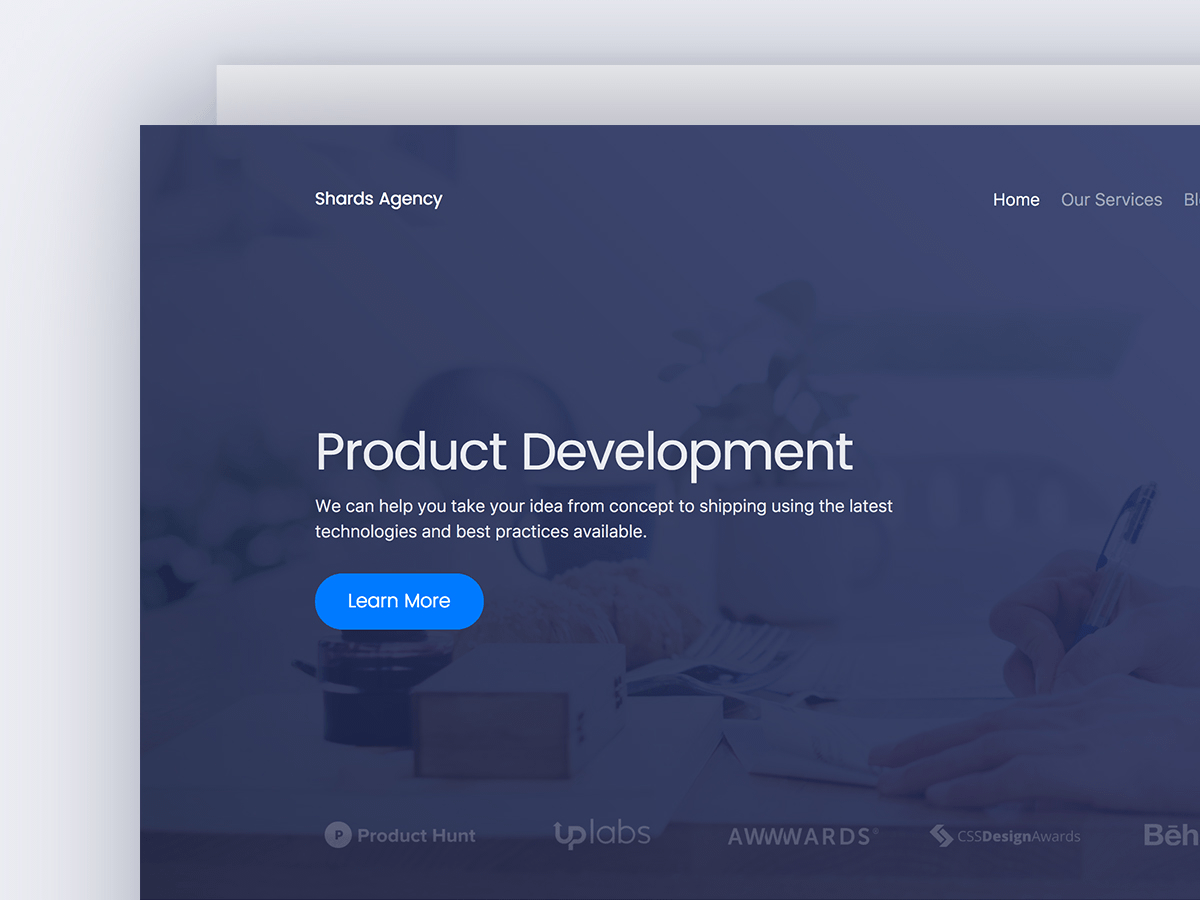 Shards Agency
Home Our Services
Product Development
We can help you take your idea from concept to shipping using the latest
technologies and best practices available.
Learn More
P Product Hunt uplabs AWWWARDS® CSSDesignAwards Bēh